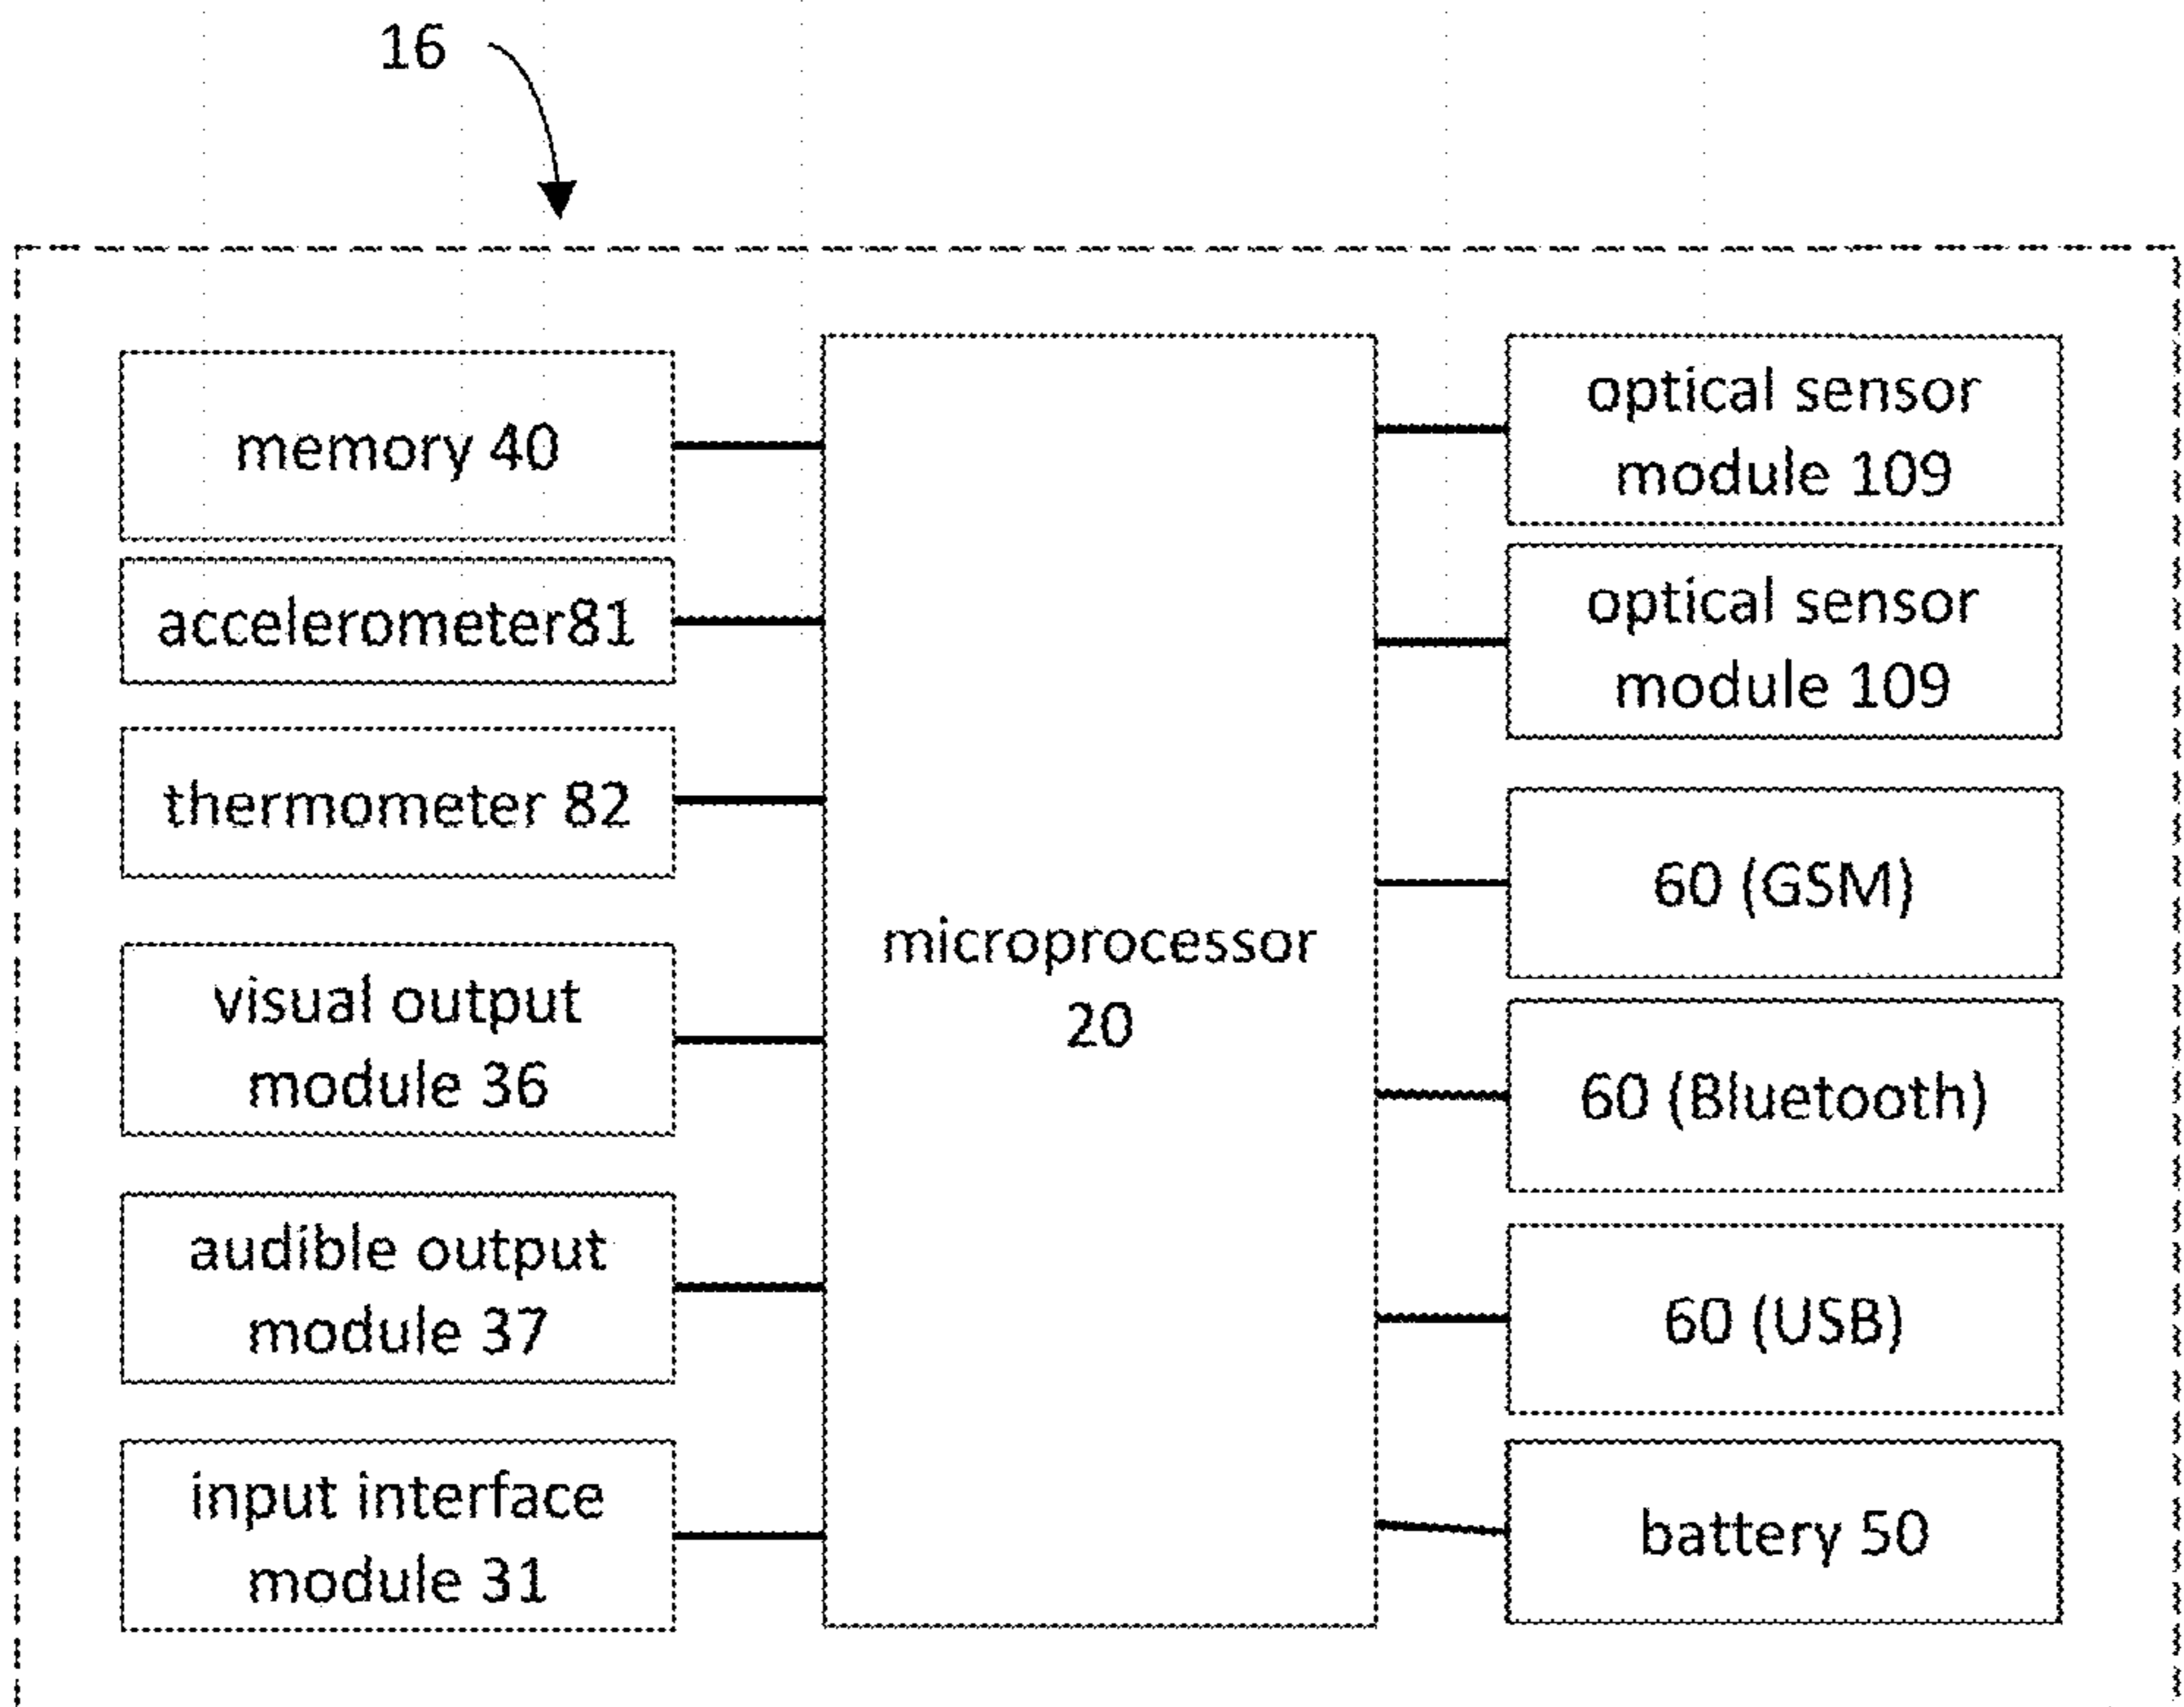 16
memory 40
accelerometer81
thermometer 82
visual output
module 36
audible output
module 37
input interface
module 31
microprocessor
20
optical sensor
module 109
optical sensor
module 109
60 (GSM)
60 (Bluetooth)
60 (USB)
battery 50